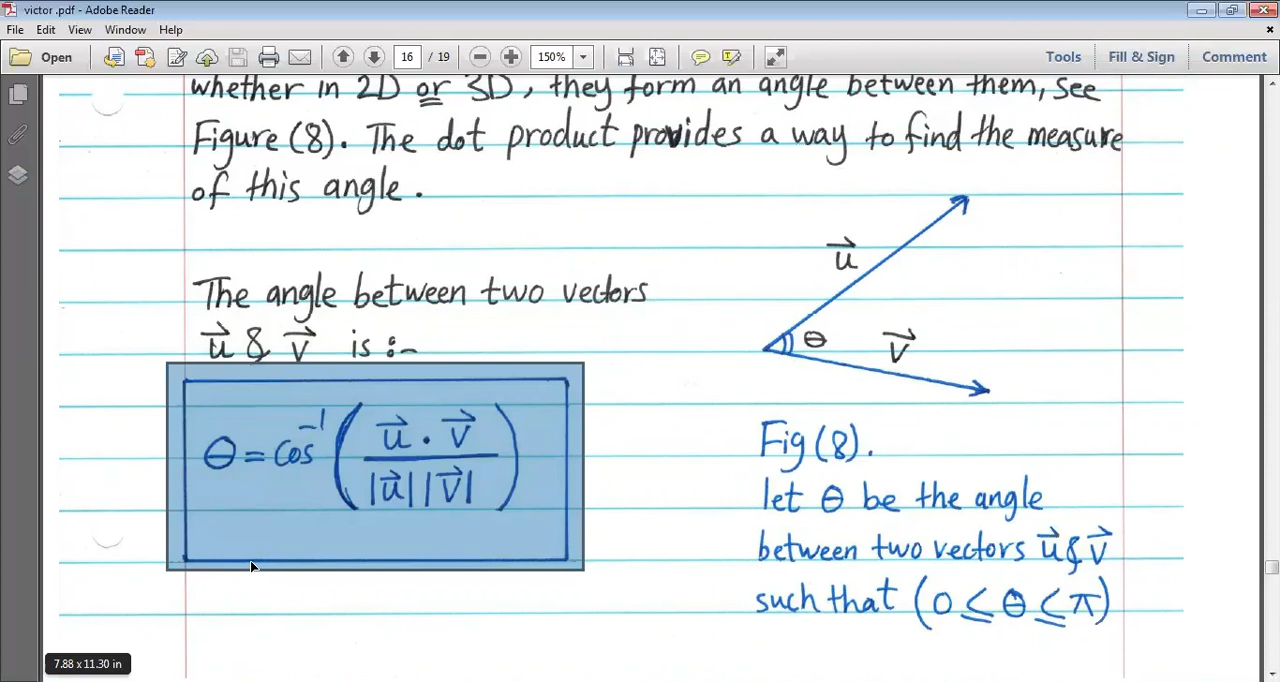 victor .pdf - Adobe Reader
File Edit View Window Help
Open 16 / 19 150% Tools Fill & Sign Comment
whether in 2D or 3D, they form an angle between them, see
Figure (8). The dot product provides a way to find the measure
of this angle.
The angle between two vectors
u⃗ & v⃗ is :-
θ = cos⁻¹ ( u⃗ · v⃗ / |u⃗| |v⃗| )
u⃗
θ
v⃗
Fig (8).
let θ be the angle
between two vectors u⃗ & v⃗
such that (0 ≤ θ ≤ π)
7.88 x 11.30 in